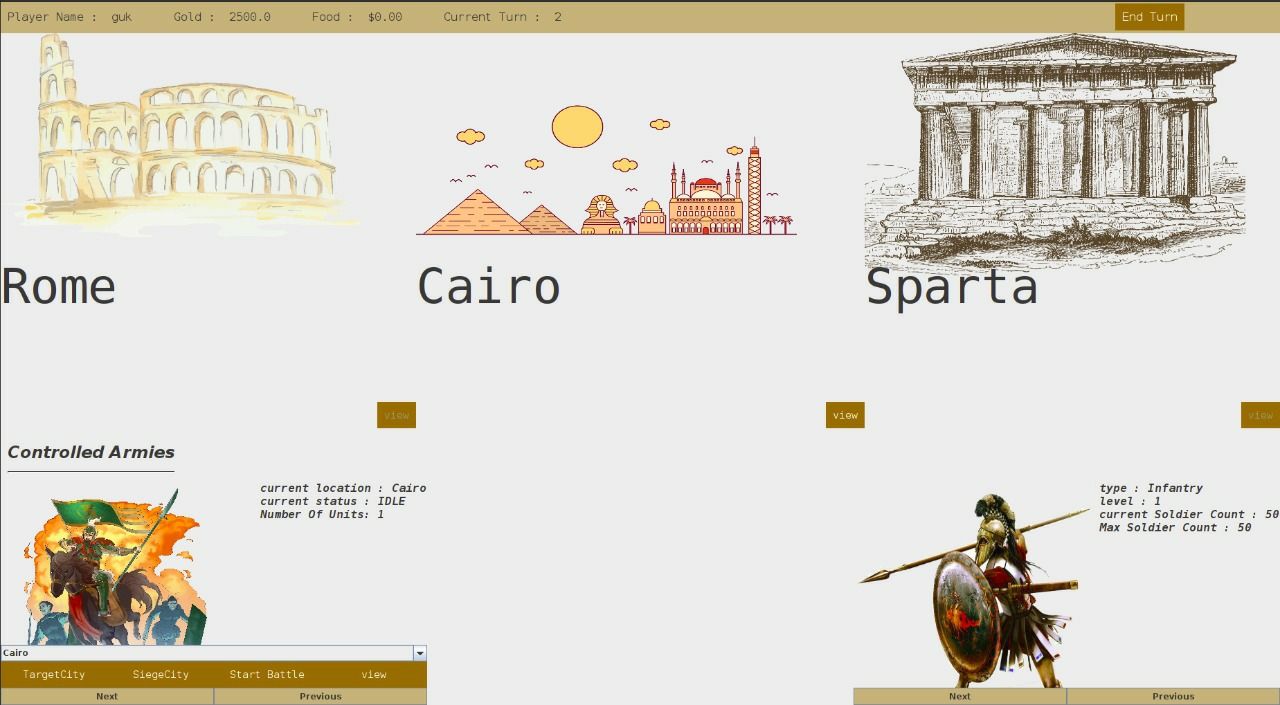 Player Name : guk Gold : 2500.0 Food : $0.00 Current Turn : 2 End Turn
Rome Cairo Sparta
view view view
Controlled Armies
current location : Cairo
current status : IDLE
Number Of Units: 1
type : Infantry
level : 1
current Soldier Count : 50
Max Soldier Count : 50
Cairo
TargetCity SiegeCity Start Battle view
Next Previous Next Previous